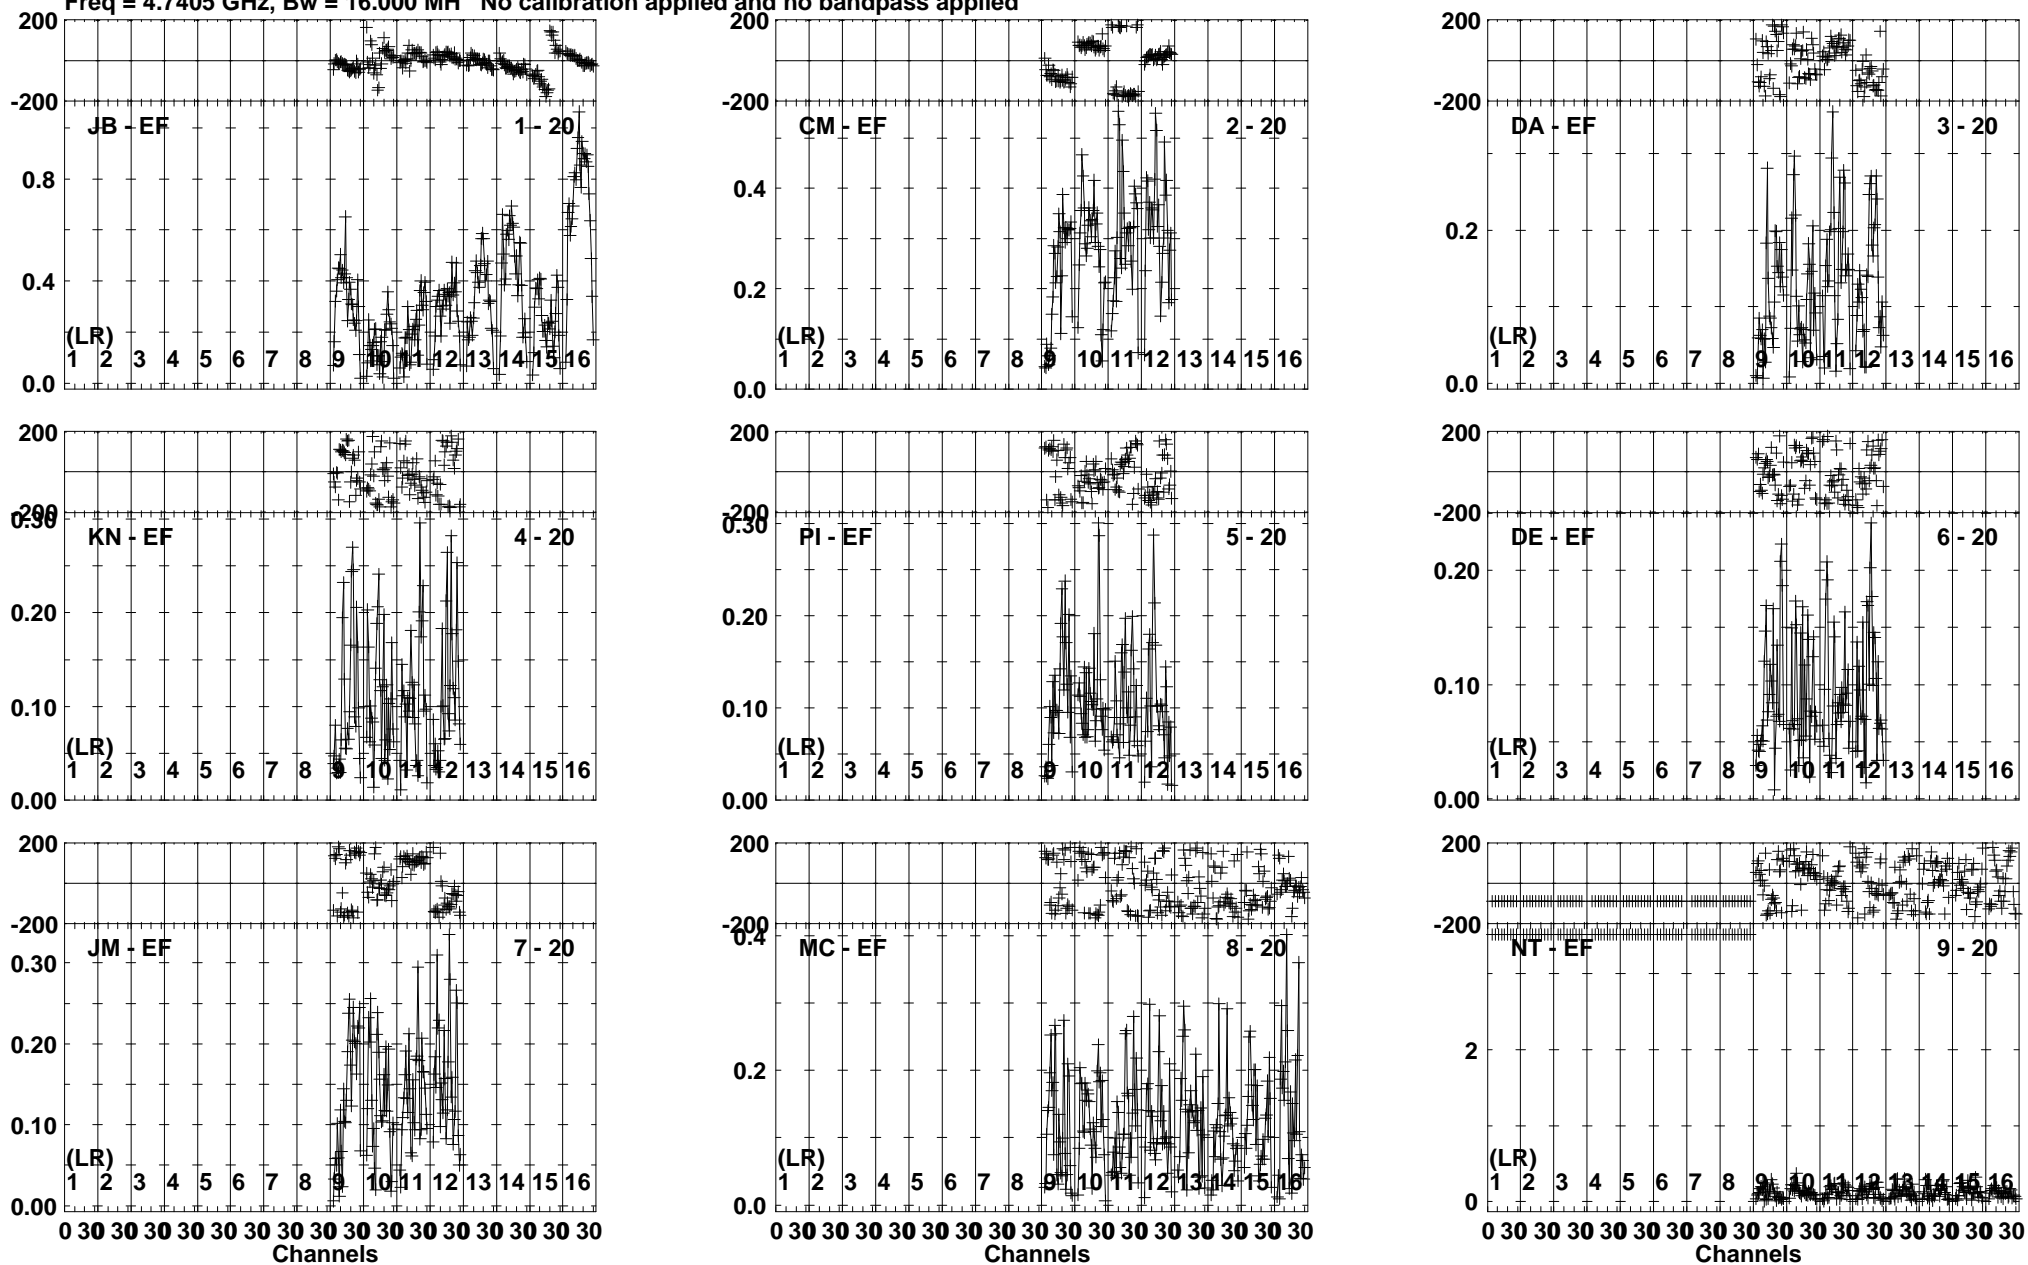 Freq = 4.7405 GHz, Bw = 16.000 MH No calibration applied and no bandpass applied
200
-200
JB - EF 1 - 20
0.8
0.4
(LR)
1 2 3 4 5 6 7 8 9 10 11 12 13 14 15 16
0.0
200
-200
CM - EF 2 - 20
0.4
0.2
(LR)
1 2 3 4 5 6 7 8 9 10 11 12 13 14 15 16
0.0
200
-200
DA - EF 3 - 20
0.2
(LR)
1 2 3 4 5 6 7 8 9 10 11 12 13 14 15 16
0.0
200
-200
0.30
KN - EF 4 - 20
0.20
0.10
(LR)
1 2 3 4 5 6 7 8 9 10 11 12 13 14 15 16
0.00
200
-200
0.30
PI - EF 5 - 20
0.20
0.10
(LR)
1 2 3 4 5 6 7 8 9 10 11 12 13 14 15 16
0.00
200
-200
DE - EF 6 - 20
0.20
0.10
(LR)
1 2 3 4 5 6 7 8 9 10 11 12 13 14 15 16
0.00
200
-200
JM - EF 7 - 20
0.30
0.20
0.10
(LR)
1 2 3 4 5 6 7 8 9 10 11 12 13 14 15 16
0.00
0 30 30 30 30 30 30 30 30 30 30 30 30 30 30 30 30
Channels
200
-200
0.4
MC - EF 8 - 20
0.2
(LR)
1 2 3 4 5 6 7 8 9 10 11 12 13 14 15 16
0.0
0 30 30 30 30 30 30 30 30 30 30 30 30 30 30 30 30
Channels
200
-200
NT - EF 9 - 20
2
(LR)
1 2 3 4 5 6 7 8 9 10 11 12 13 14 15 16
0
0 30 30 30 30 30 30 30 30 30 30 30 30 30 30 30 30
Channels